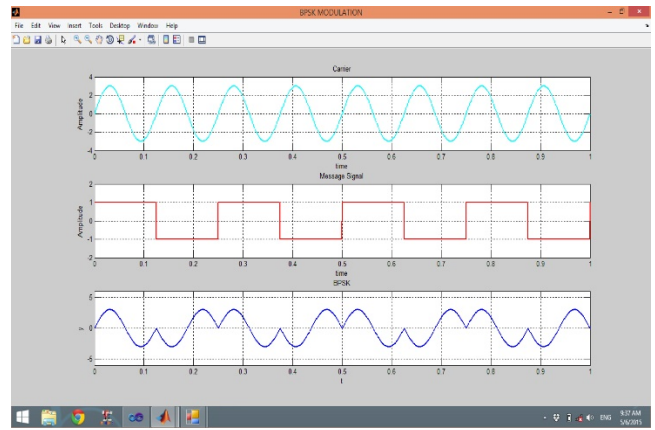 BPSK MODULATION
File Edit View Insert Tools Desktop Window Help
Carrier
4
2
0
-2
-4
Amplitude
0 0.1 0.2 0.3 0.4 0.5 0.6 0.7 0.8 0.9 1
time
Message Signal
2
1
0
-1
-2
Amplitude
0 0.1 0.2 0.3 0.4 0.5 0.6 0.7 0.8 0.9 1
time
BPSK
5
0
-5
y
0 0.1 0.2 0.3 0.4 0.5 0.6 0.7 0.8 0.9 1
t
ENG
9:37 AM
5/6/2015